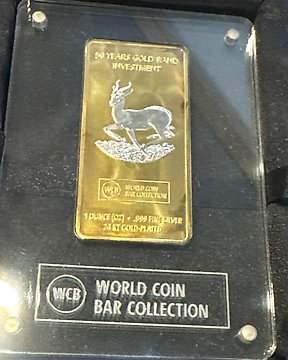 50 YEARS GOLD RAND
INVESTMENT
WCB WORLD COIN
BAR COLLECTION
1 OUNCE (OZ) - .999 FINE SILVER
24 KT GOLD-PLATED
WCB WORLD COIN
BAR COLLECTION